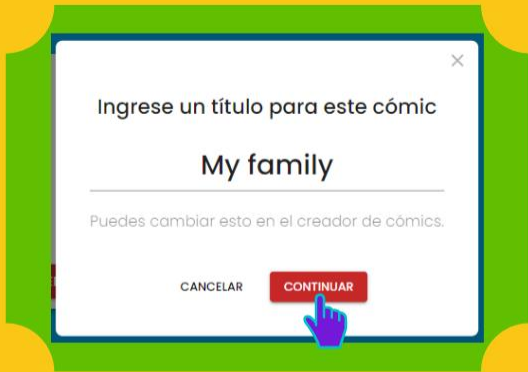 Ingrese un título para este cómic
My family
Puedes cambiar esto en el creador de cómics.
CANCELAR CONTINUAR